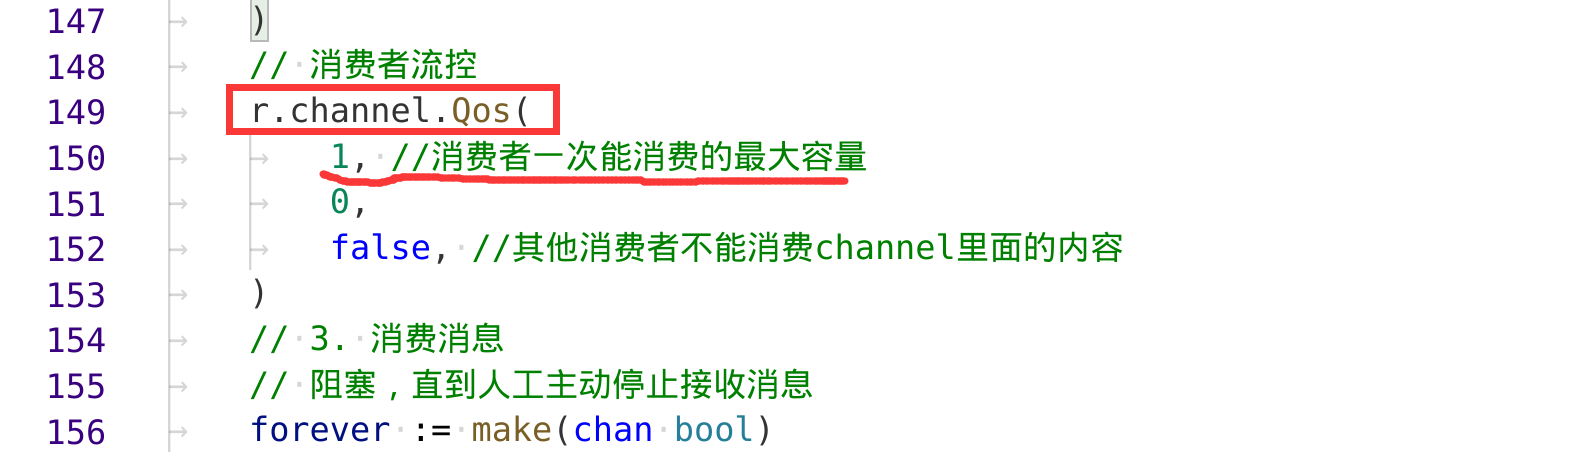 147 )
148 // 消费者流控
149 r.channel.Qos(
150 1, //消费者一次能消费的最大容量
151 0,
152 false, //其他消费者不能消费channel里面的内容
153 )
154 // 3. 消费消息
155 // 阻塞，直到人工主动停止接收消息
156 forever := make(chan bool)